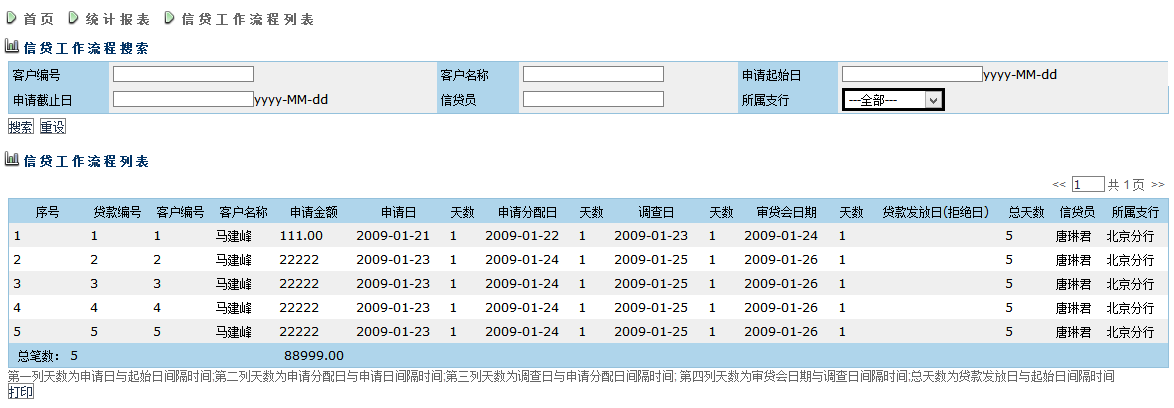 首页 统计报表 信贷工作流程列表
信贷工作流程搜索
客户编号 客户名称 申请起始日 yyyy-MM-dd
申请截止日 yyyy-MM-dd 信贷员 所属支行 ---全部---
搜索 重设
信贷工作流程列表
<< 1 共 1页 >>
序号 贷款编号 客户编号 客户名称 申请金额 申请日 天数 申请分配日 天数 调查日 天数 审贷会日期 天数 贷款发放日(拒绝日) 总天数 信贷员 所属支行
1 1 1 马建峰 111.00 2009-01-21 1 2009-01-22 1 2009-01-23 1 2009-01-24 1 5 唐琳君 北京分行
2 2 2 马建峰 22222 2009-01-23 1 2009-01-24 1 2009-01-25 1 2009-01-26 1 5 唐琳君 北京分行
3 3 3 马建峰 22222 2009-01-23 1 2009-01-24 1 2009-01-25 1 2009-01-26 1 5 唐琳君 北京分行
4 4 4 马建峰 22222 2009-01-23 1 2009-01-24 1 2009-01-25 1 2009-01-26 1 5 唐琳君 北京分行
5 5 5 马建峰 22222 2009-01-23 1 2009-01-24 1 2009-01-25 1 2009-01-26 1 5 唐琳君 北京分行
总笔数： 5 88999.00
第一列天数为申请日与起始日间隔时间;第二列天数为申请分配日与申请日间隔时间;第三列天数为调查日与申请分配日间隔时间; 第四列天数为审贷会日期与调查日间隔时间;总天数为贷款发放日与起始日间隔时间
打印